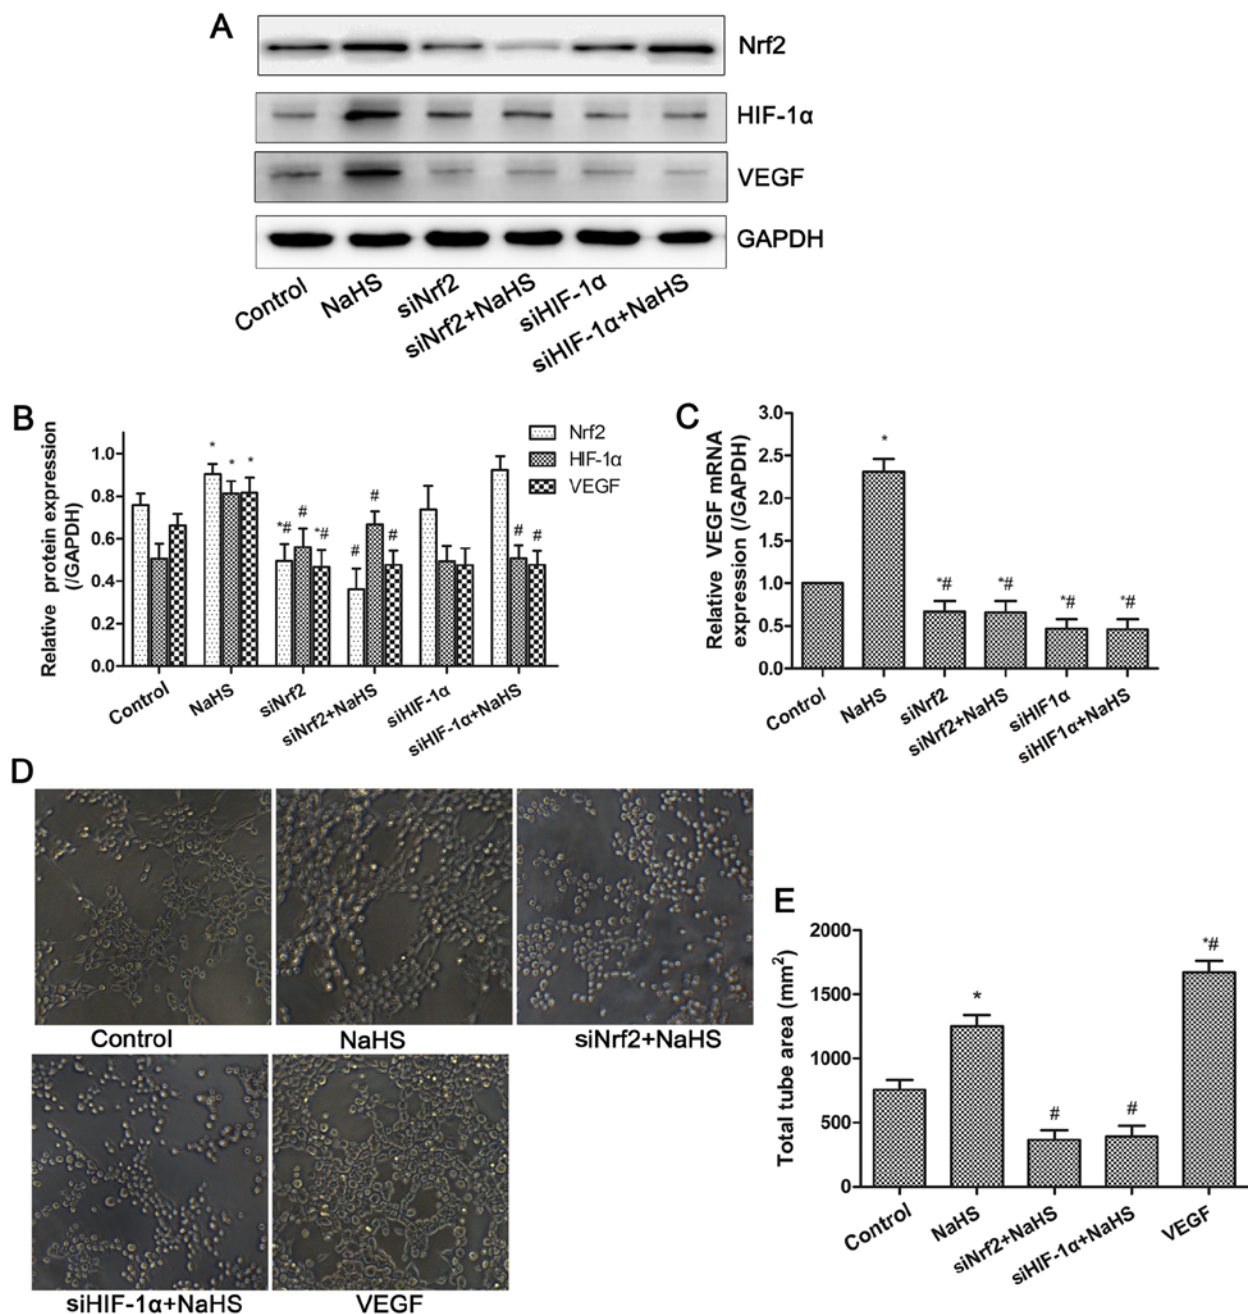 A
Nrf2
HIF-1α
VEGF
GAPDH
Control
NaHS
siNrf2
siNrf2+NaHS
siHIF-1α
siHIF-1α+NaHS
B
Relative protein expression
(/GAPDH)
1.0
0.8
0.6
0.4
0.2
0.0
Nrf2
HIF-1α
VEGF
* * *
*# # *#
# # #
# #
Control
NaHS
siNrf2
siNrf2+NaHS
siHIF-1α
siHIF-1α+NaHS
C
Relative VEGF mRNA
expression (/GAPDH)
3.0
2.5
2.0
1.5
1.0
0.5
0.0
*
*#
*#
*#
*#
Control
NaHS
siNrf2
siNrf2+NaHS
siHIF1α
siHIF1α+NaHS
D
Control
NaHS
siNrf2+NaHS
siHIF-1α+NaHS
VEGF
E
Total tube area (mm²)
2000
1500
1000
500
0
*
#
#
*#
Control
NaHS
siNrf2+NaHS
siHIF-1α+NaHS
VEGF